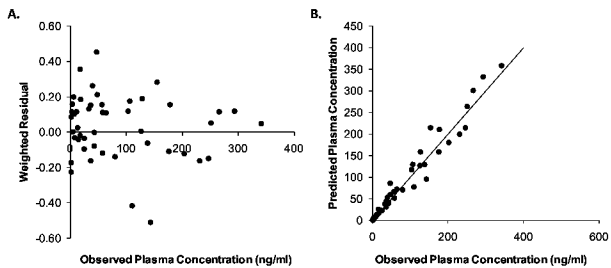 A.
Weighted Residual
0.60
0.40
0.20
0.00
-0.20
-0.40
-0.60
0 100 200 300 400
Observed Plasma Concentration (ng/ml)
B.
Predicted Plasma Concentration
450
400
350
300
250
200
150
100
50
0
0 200 400 600
Observed Plasma Concentration (ng/ml)